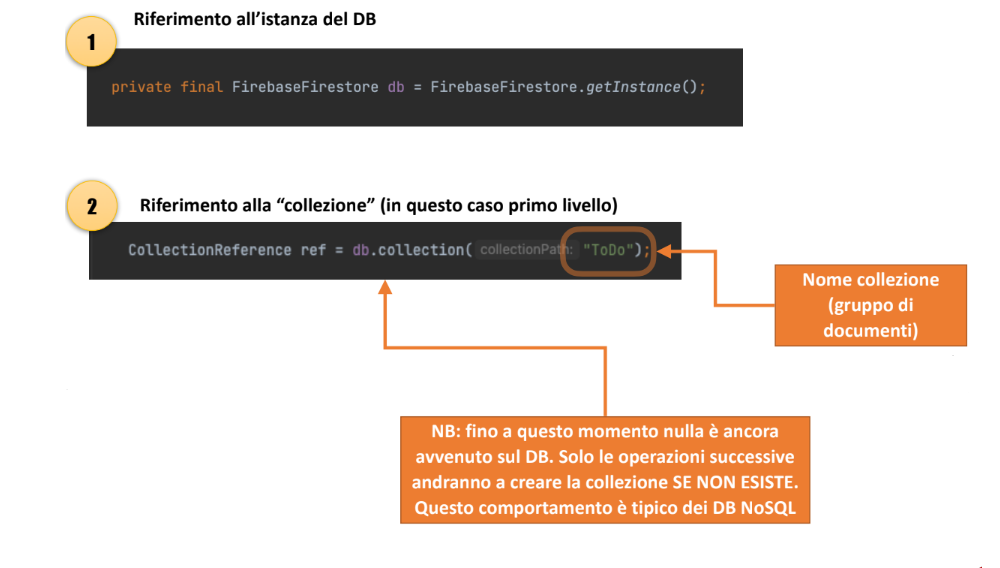 Riferimento all’istanza del DB
1
private final FirebaseFirestore db = FirebaseFirestore.getInstance();
2
Riferimento alla “collezione” (in questo caso primo livello)
CollectionReference ref = db.collection( collectionPath: "ToDo");
Nome collezione
(gruppo di
documenti)
NB: fino a questo momento nulla è ancora
avvenuto sul DB. Solo le operazioni successive
andranno a creare la collezione SE NON ESISTE.
Questo comportamento è tipico dei DB NoSQL